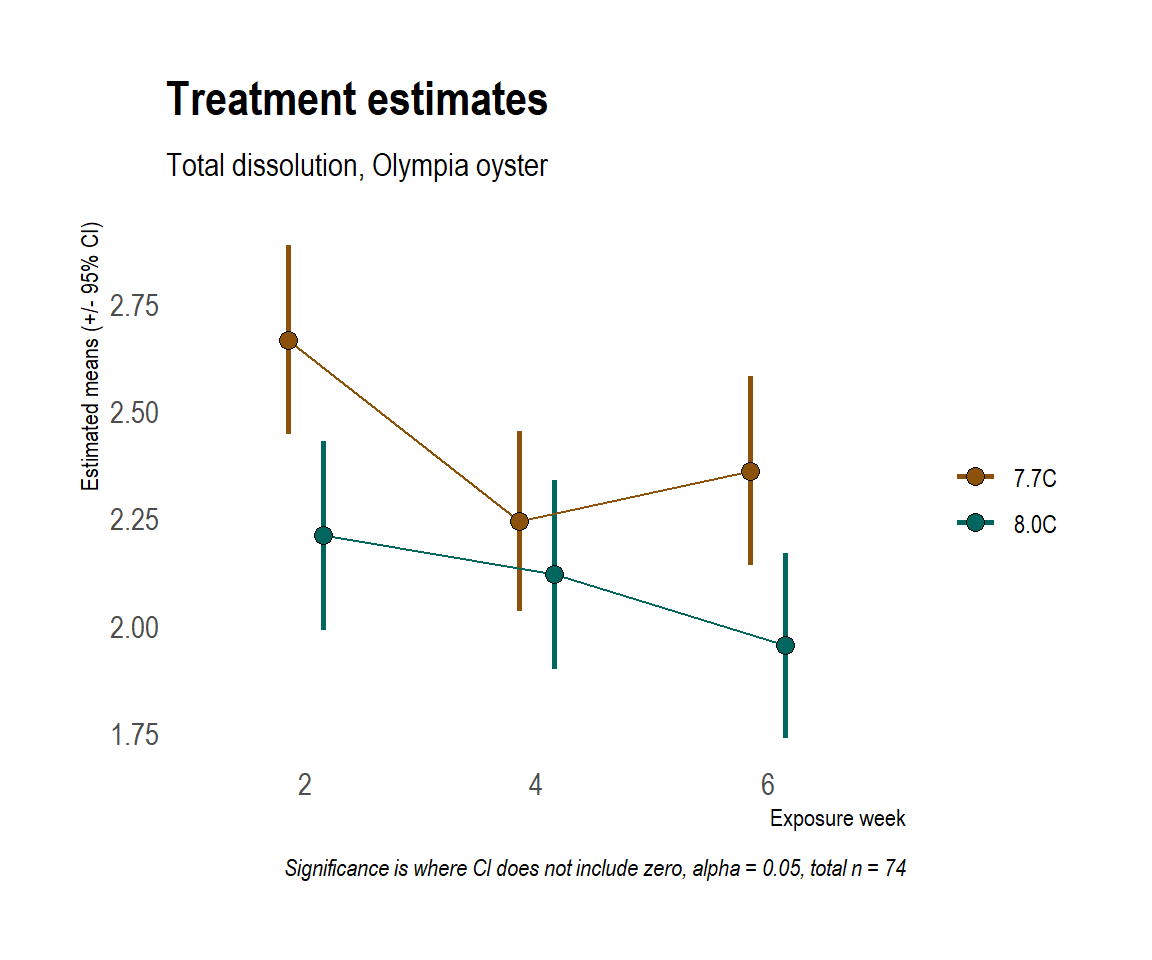 Treatment estimates
Total dissolution, Olympia oyster
Estimated means (+/- 95% CI)
2.75
2.50
2.25
2.00
1.75
2
4
6
Exposure week
7.7C
8.0C
Significance is where CI does not include zero, alpha = 0.05, total n = 74